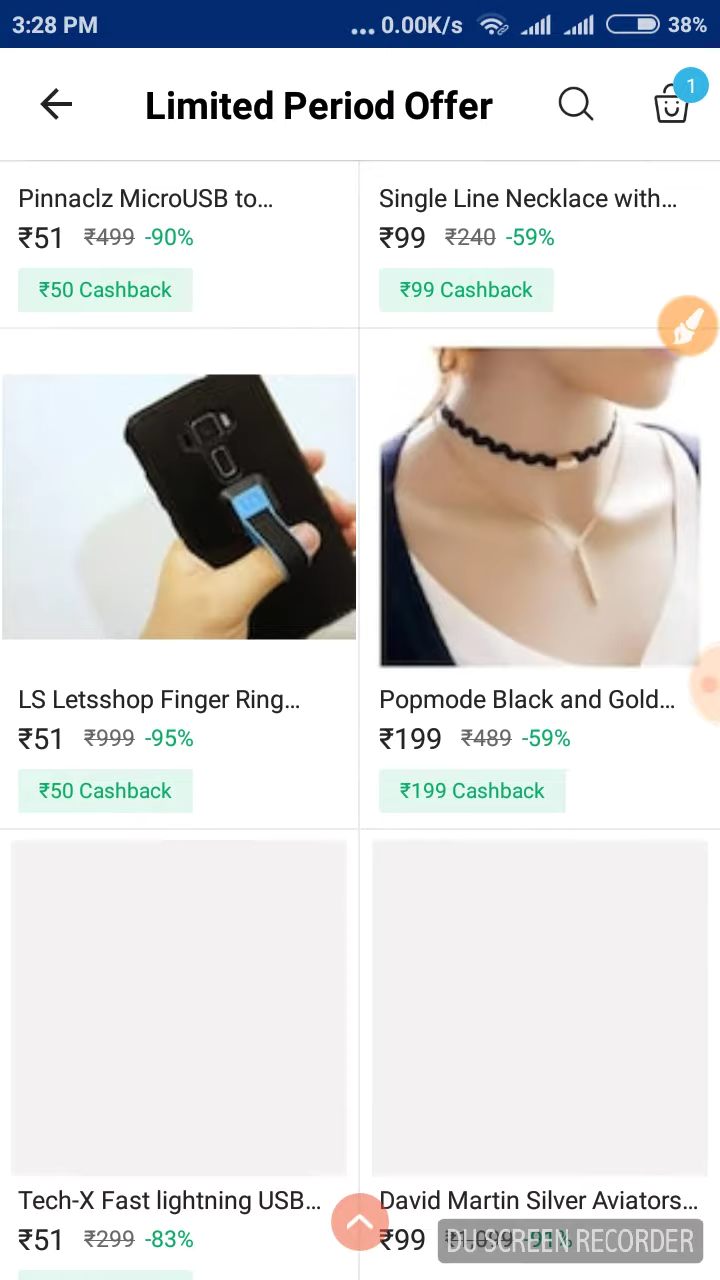 3:28 PM ... 0.00K/s 38%
Limited Period Offer 1
Pinnaclz MicroUSB to...
₹51 ₹499 -90%
₹50 Cashback
Single Line Necklace with...
₹99 ₹240 -59%
₹99 Cashback
LS Letsshop Finger Ring...
₹51 ₹999 -95%
₹50 Cashback
Popmode Black and Gold...
₹199 ₹489 -59%
₹199 Cashback
Tech-X Fast lightning USB...
₹51 ₹299 -83%
David Martin Silver Aviators...
₹99 ₹1,099 -91%
DU SCREEN RECORDER